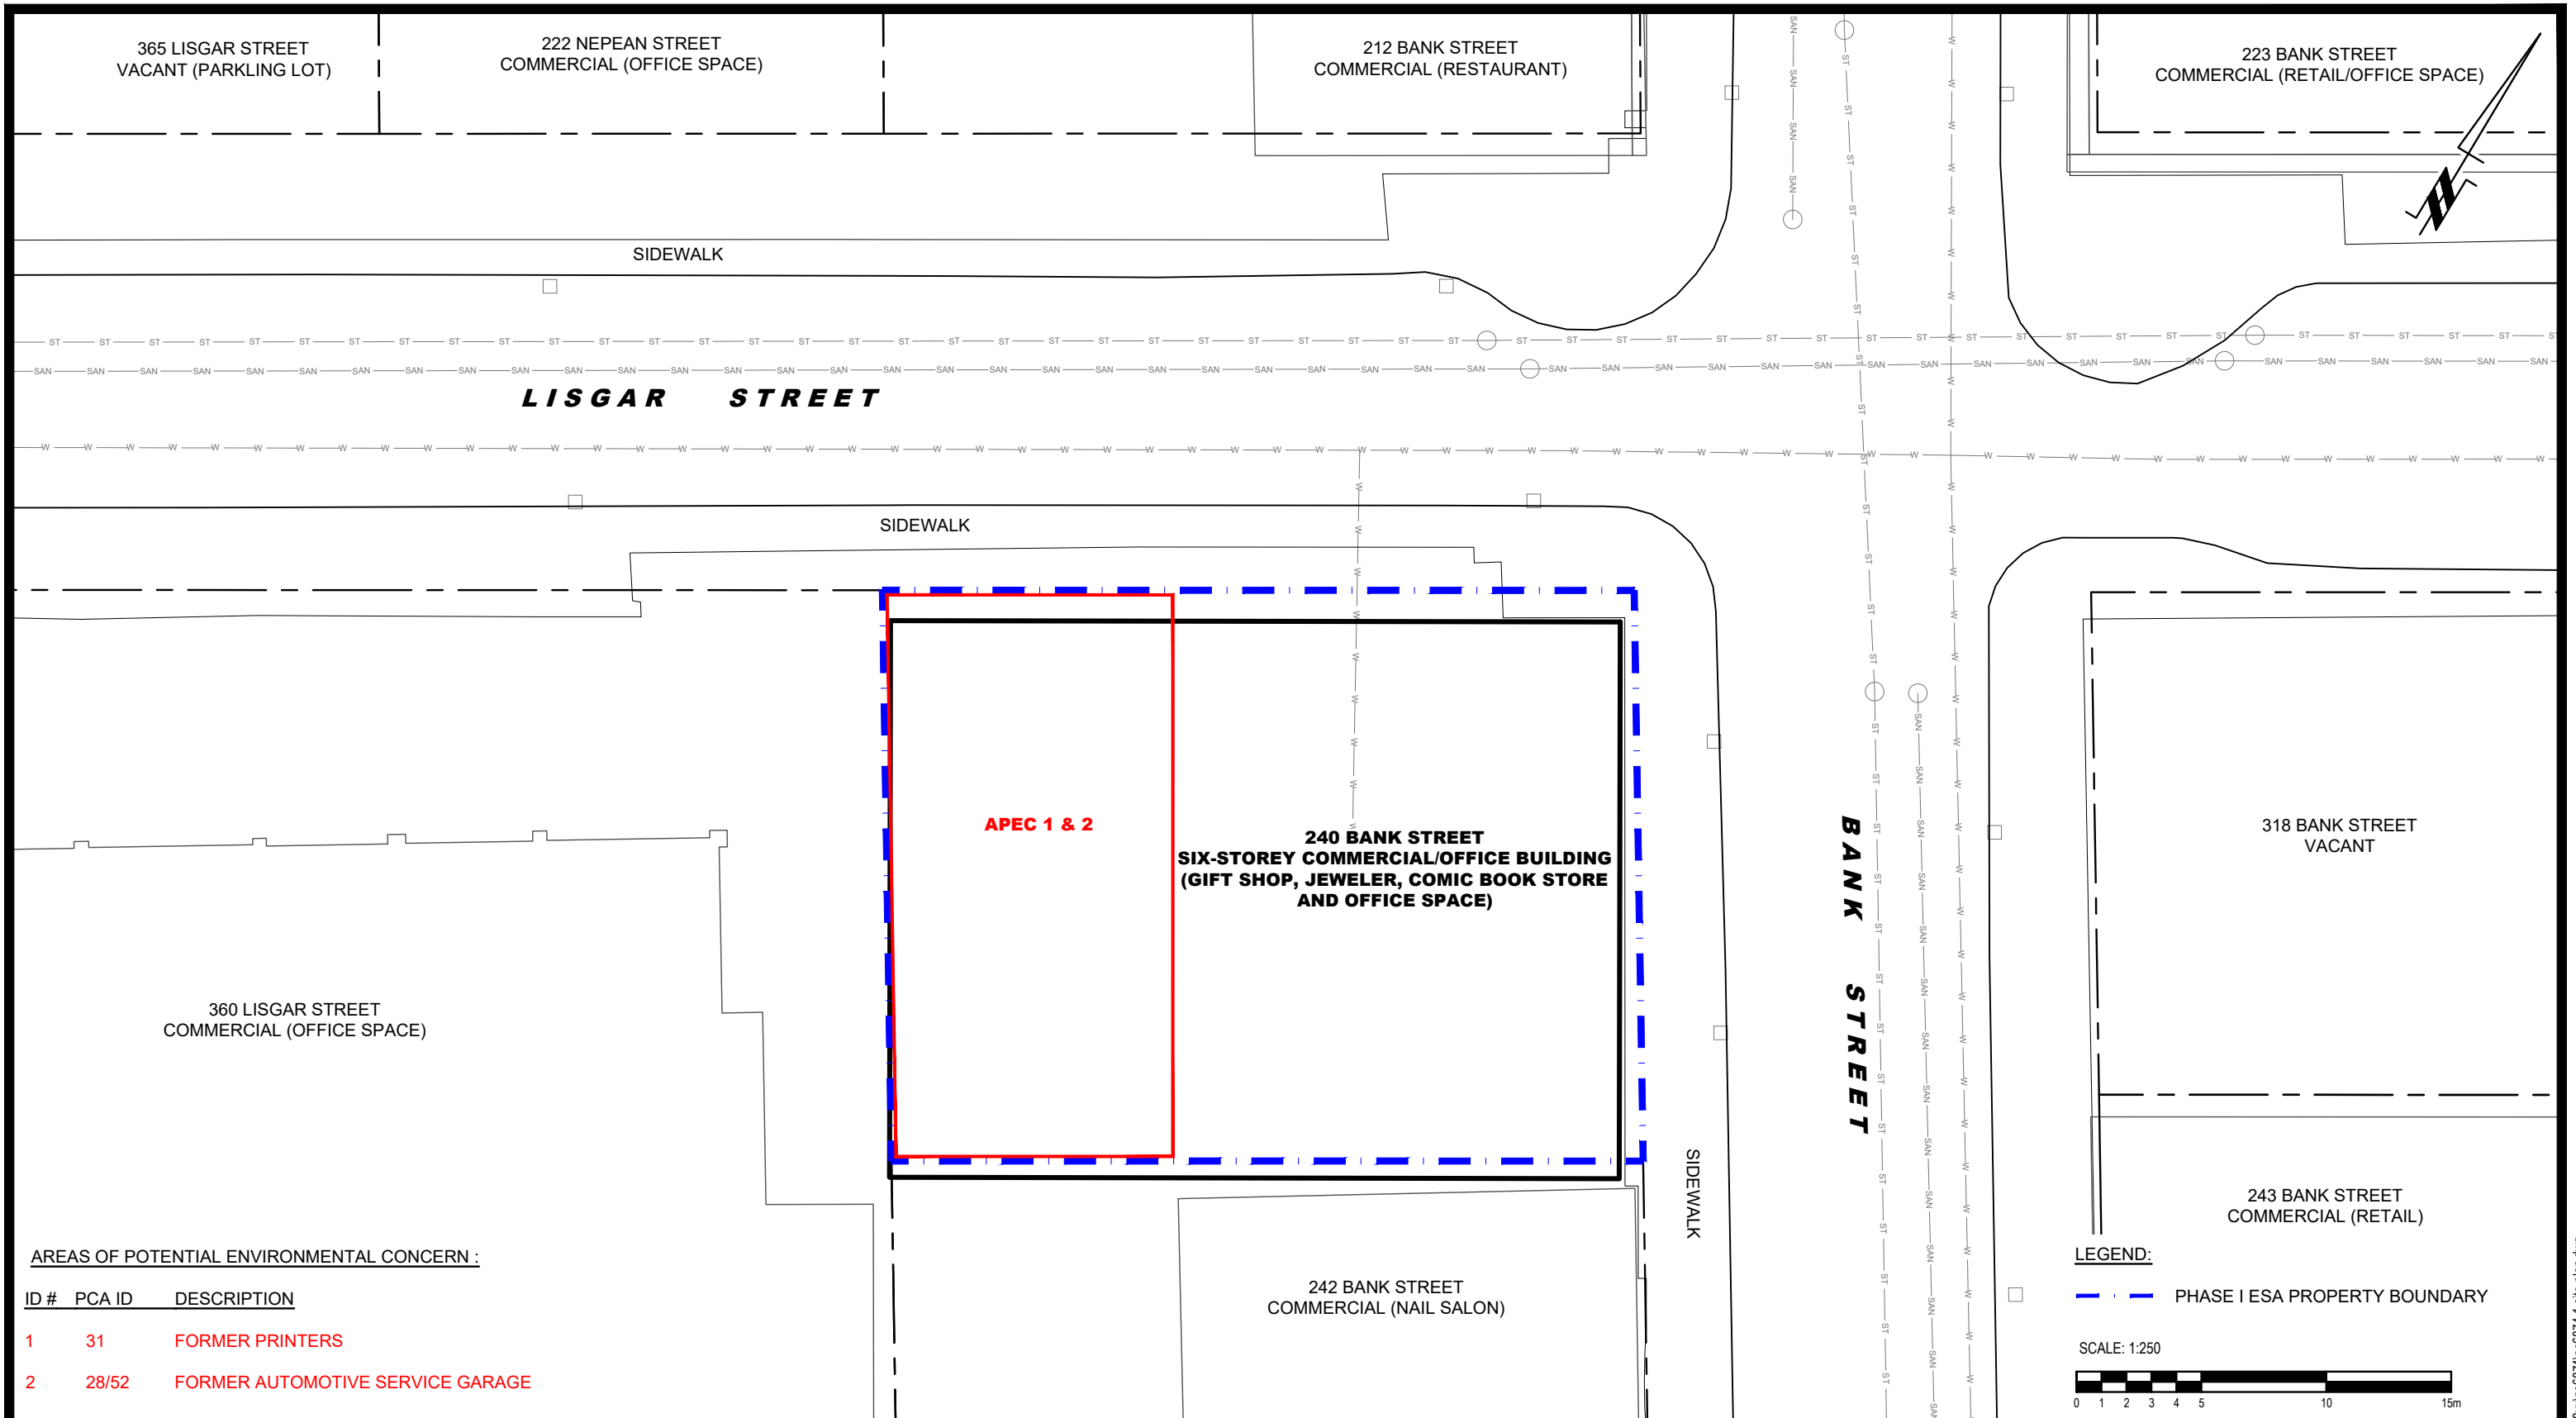 365 LISGAR STREET
VACANT (PARKLING LOT)
222 NEPEAN STREET
COMMERCIAL (OFFICE SPACE)
212 BANK STREET
COMMERCIAL (RESTAURANT)
223 BANK STREET
COMMERCIAL (RETAIL/OFFICE SPACE)
SIDEWALK
LISGAR STREET
SIDEWALK
APEC 1 & 2
240 BANK STREET
SIX-STOREY COMMERCIAL/OFFICE BUILDING
(GIFT SHOP, JEWELER, COMIC BOOK STORE
AND OFFICE SPACE)
BANK STREET
318 BANK STREET
VACANT
360 LISGAR STREET
COMMERCIAL (OFFICE SPACE)
SIDEWALK
243 BANK STREET
COMMERCIAL (RETAIL)
242 BANK STREET
COMMERCIAL (NAIL SALON)
AREAS OF POTENTIAL ENVIRONMENTAL CONCERN :
ID # PCA ID DESCRIPTION
1 31 FORMER PRINTERS
2 28/52 FORMER AUTOMOTIVE SERVICE GARAGE
LEGEND:
PHASE I ESA PROPERTY BOUNDARY
SCALE: 1:250
0 1 2 3 4 5 10 15m